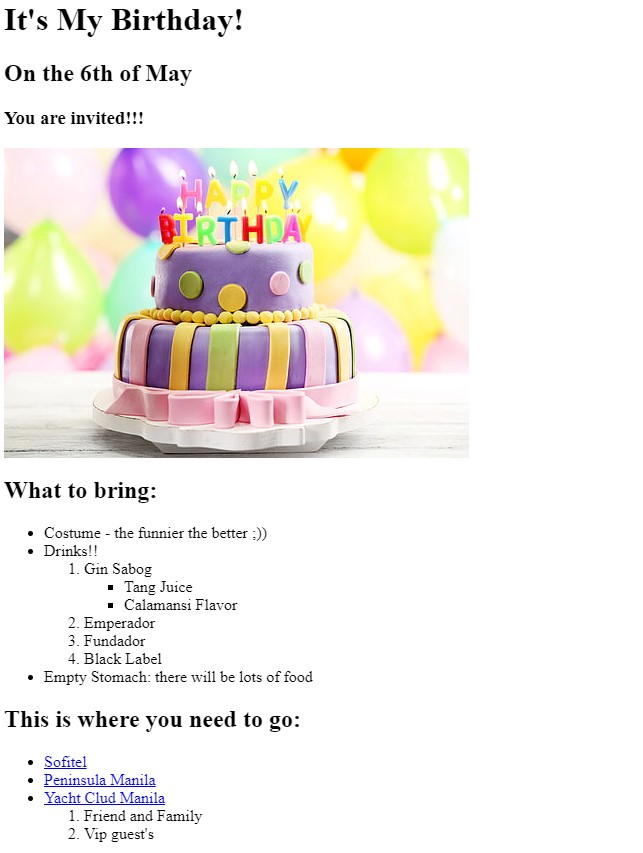 It's My Birthday!
On the 6th of May
You are invited!!!
HAPPY
BIRTHDAY
What to bring:
Costume - the funnier the better ;))
Drinks!!
1. Gin Sabog
Tang Juice
Calamansi Flavor
2. Emperador
3. Fundador
4. Black Label
Empty Stomach: there will be lots of food
This is where you need to go:
Sofitel
Peninsula Manila
Yacht Clud Manila
1. Friend and Family
2. Vip guest's